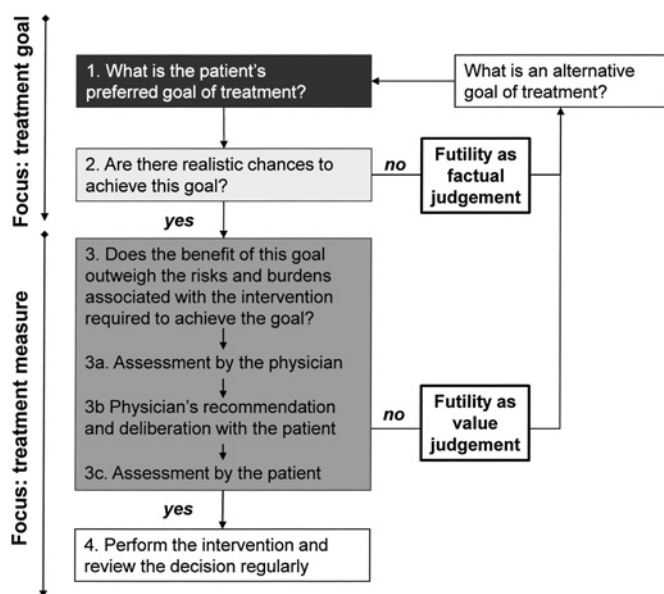 Focus: treatment goal
1. What is the patient's
preferred goal of treatment?
What is an alternative
goal of treatment?
2. Are there realistic chances to
achieve this goal?
no
Futility as
factual
judgement
yes
Focus: treatment measure
3. Does the benefit of this goal
outweigh the risks and burdens
associated with the intervention
required to achieve the goal?
3a. Assessment by the physician
3b Physician's recommendation
and deliberation with the patient
3c. Assessment by the patient
no
Futility as
value
judgement
yes
4. Perform the intervention and
review the decision regularly